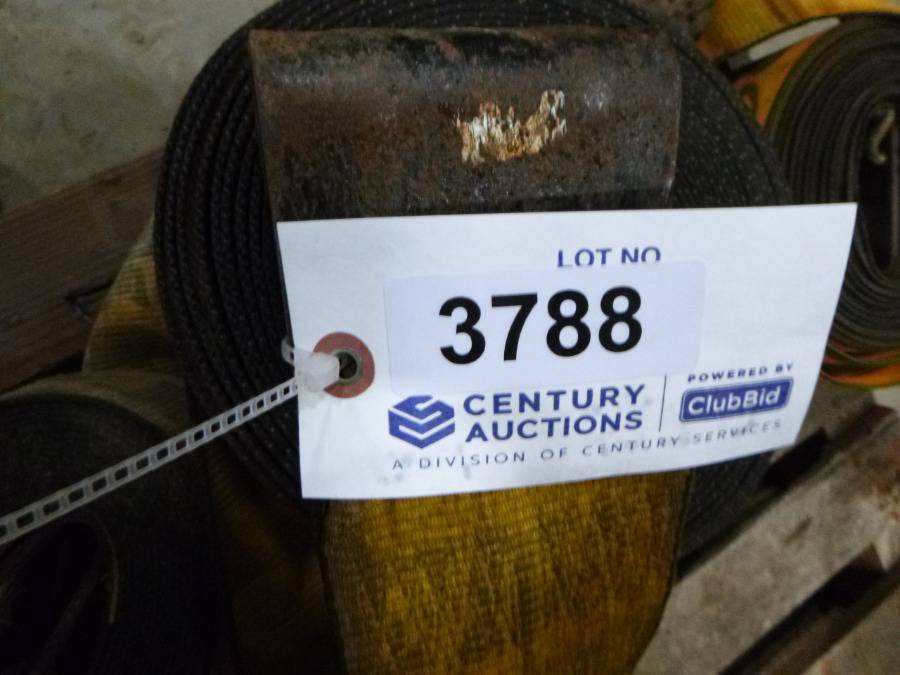 LOT NO
3788
CENTURY
AUCTIONS
POWERED BY
ClubBid
A DIVISION OF CENTURY SERVICES